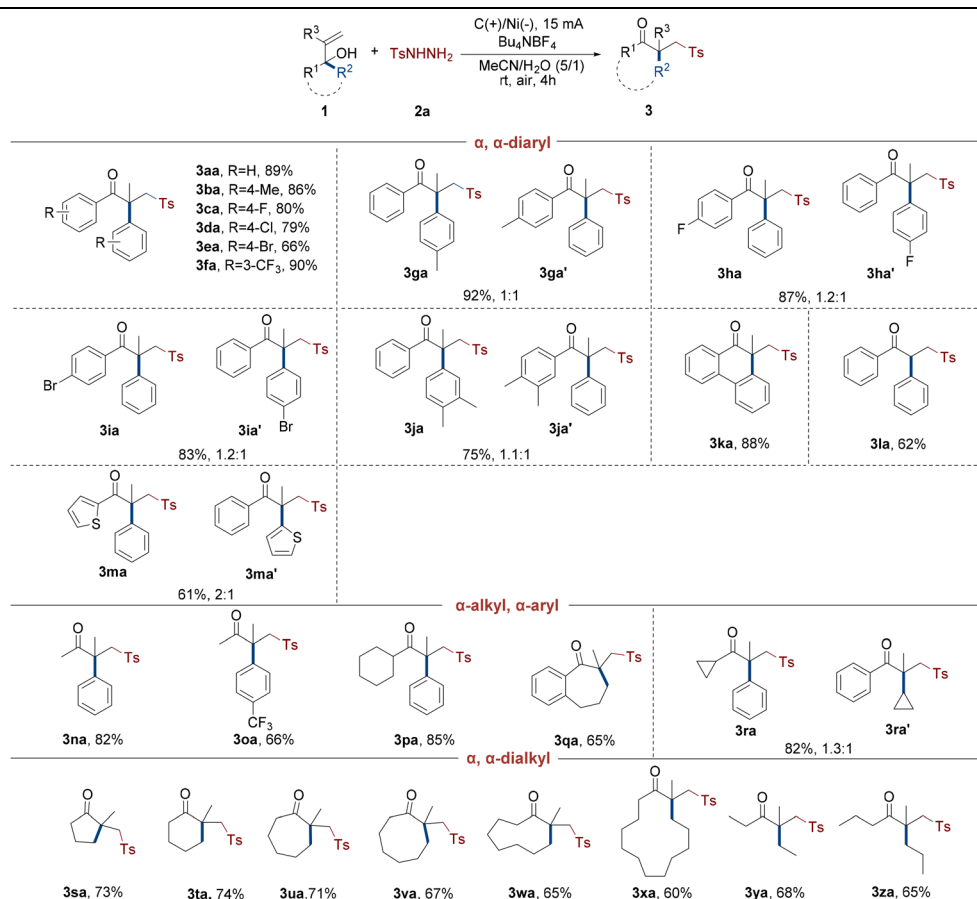 C(+)/Ni(-), 15 mA
Bu4NBF4
MeCN/H2O (5/1)
rt, air, 4h
R3
OH
R1 R2
+
TsNHNH2
O R3
R1
Ts
R2
1
2a
3
α, α-diaryl
O
Ts
R
R
3aa, R=H, 89%
3ba, R=4-Me, 86%
3ca, R=4-F, 80%
3da, R=4-Cl, 79%
3ea, R=4-Br, 66%
3fa, R=3-CF3, 90%
O
Ts
3ga
O
Ts
3ga'
92%, 1:1
O
Ts
F
3ha
O
Ts
F
3ha'
87%, 1.2:1
O
Ts
Br
3ia
O
Ts
Br
3ia'
83%, 1.2:1
O
Ts
3ja
O
Ts
3ja'
75%, 1.1:1
O
Ts
3ka, 88%
O
Ts
3la, 62%
O
Ts
S
3ma
O
Ts
S
3ma'
61%, 2:1
α-alkyl, α-aryl
O
Ts
3na, 82%
O
Ts
CF3
3oa, 66%
O
Ts
3pa, 85%
O
Ts
3qa, 65%
O
Ts
3ra
O
Ts
3ra'
82%, 1.3:1
α, α-dialkyl
O
Ts
3sa, 73%
O
Ts
3ta, 74%
O
Ts
3ua,71%
O
Ts
3va, 67%
O
Ts
3wa, 65%
O
Ts
3xa, 60%
O
Ts
3ya, 68%
O
Ts
3za, 65%